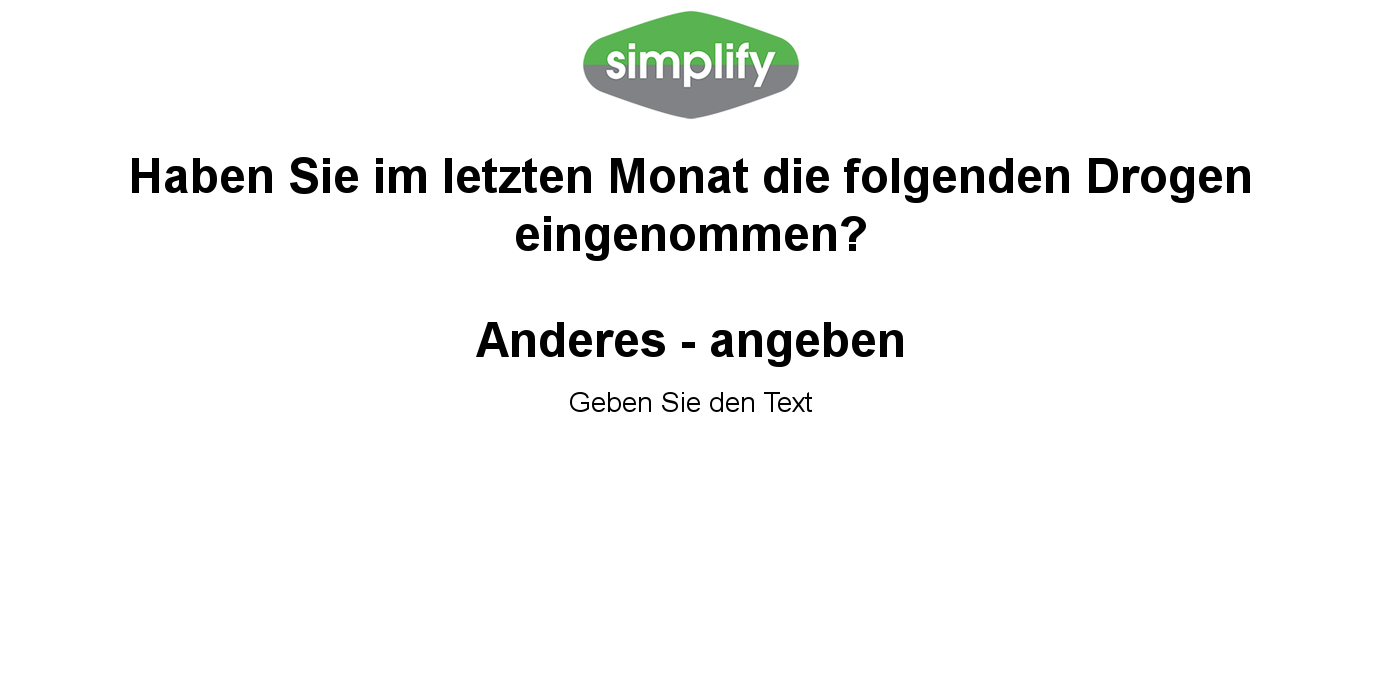 simplify
Haben Sie im letzten Monat die folgenden Drogen
eingenommen?
Anderes - angeben
Geben Sie den Text